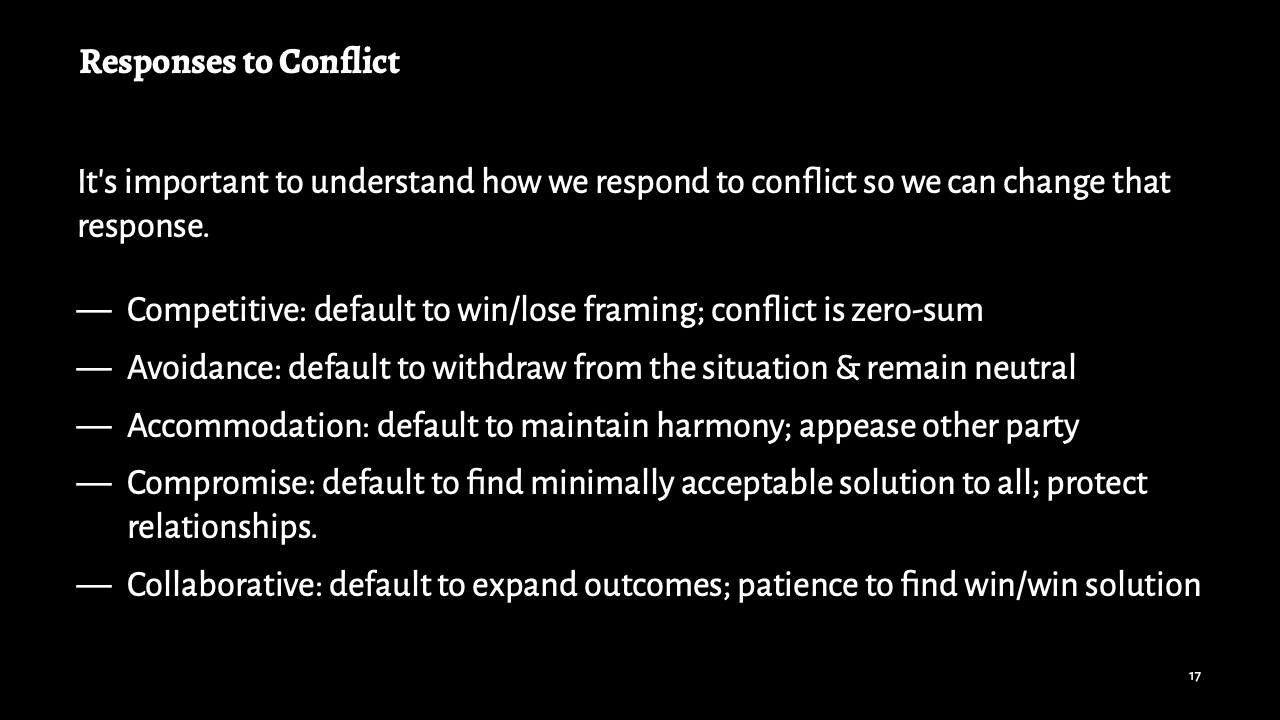 Responses to Conflict
It's important to understand how we respond to conflict so we can change that
response.
— Competitive: default to win/lose framing; conflict is zero-sum
— Avoidance: default to withdraw from the situation & remain neutral
— Accommodation: default to maintain harmony; appease other party
— Compromise: default to find minimally acceptable solution to all; protect
relationships.
— Collaborative: default to expand outcomes; patience to find win/win solution
17